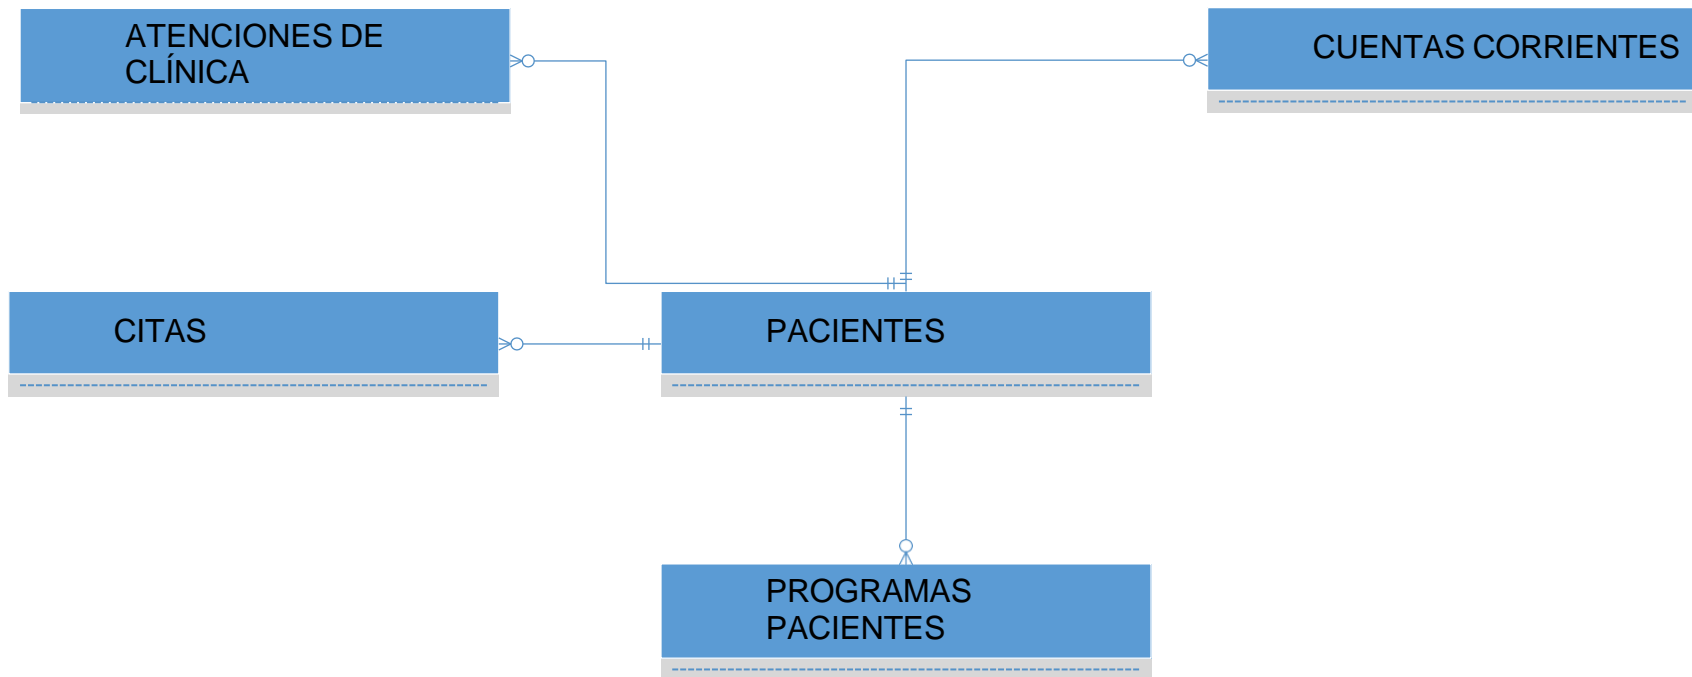 ATENCIONES DE
CLÍNICA
CUENTAS CORRIENTES
CITAS
PACIENTES
PROGRAMAS
PACIENTES